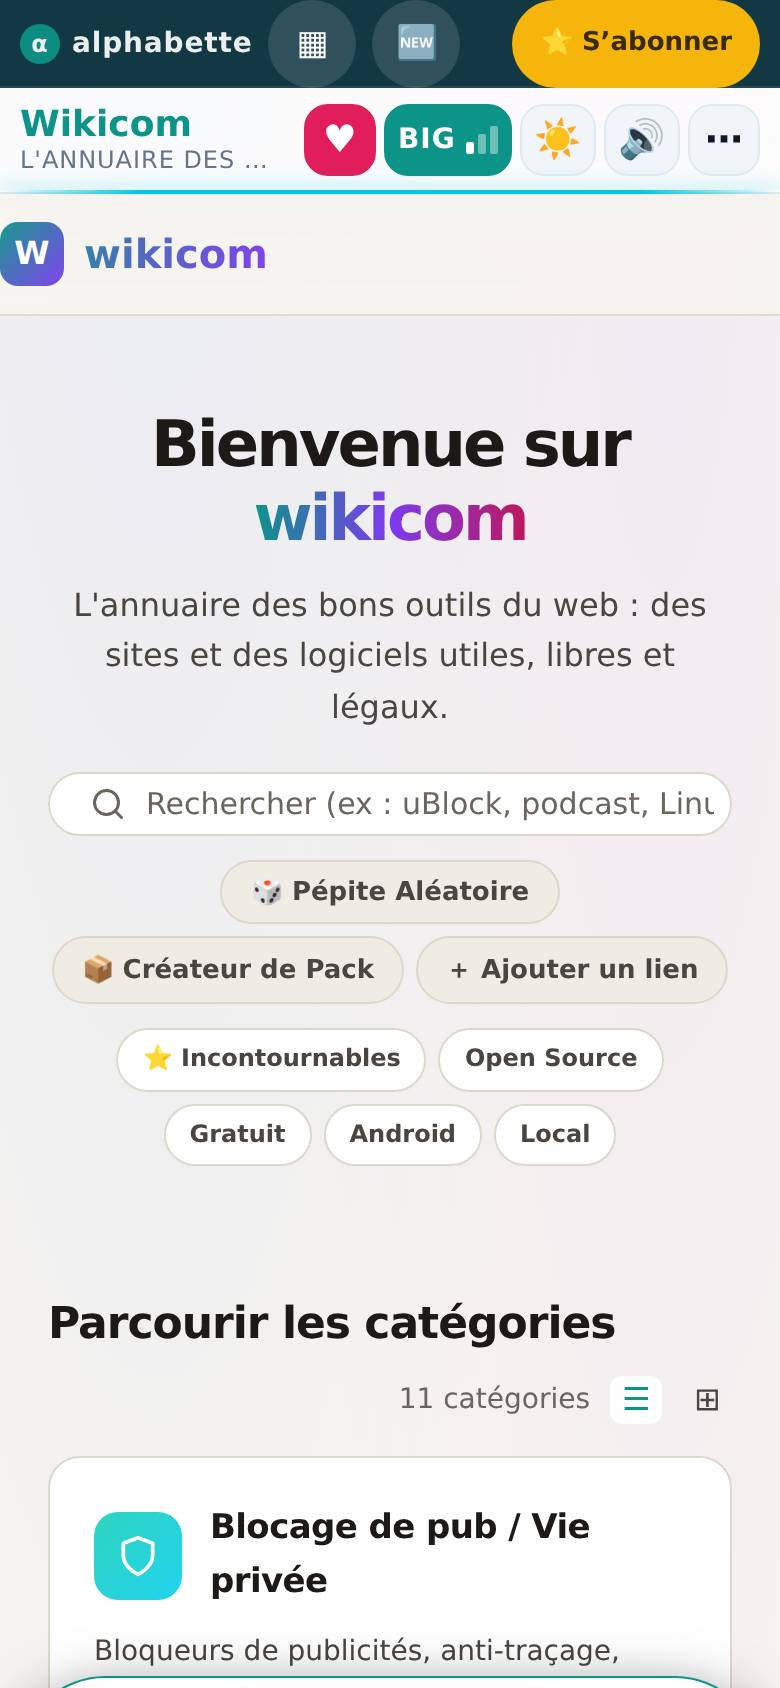 α alphabette NEW ⭐ S’abonner
Wikicom
L'ANNUAIRE DES ...
BIG
W wikicom
Bienvenue sur
wikicom
L'annuaire des bons outils du web : des
sites et des logiciels utiles, libres et
légaux.
Rechercher (ex : uBlock, podcast, Linu
🎲 Pépite Aléatoire
📦 Créateur de Pack
+ Ajouter un lien
⭐ Incontournables
Open Source
Gratuit
Android
Local
Parcourir les catégories
11 catégories
Blocage de pub / Vie
privée
Bloqueurs de publicités, anti-traçage,